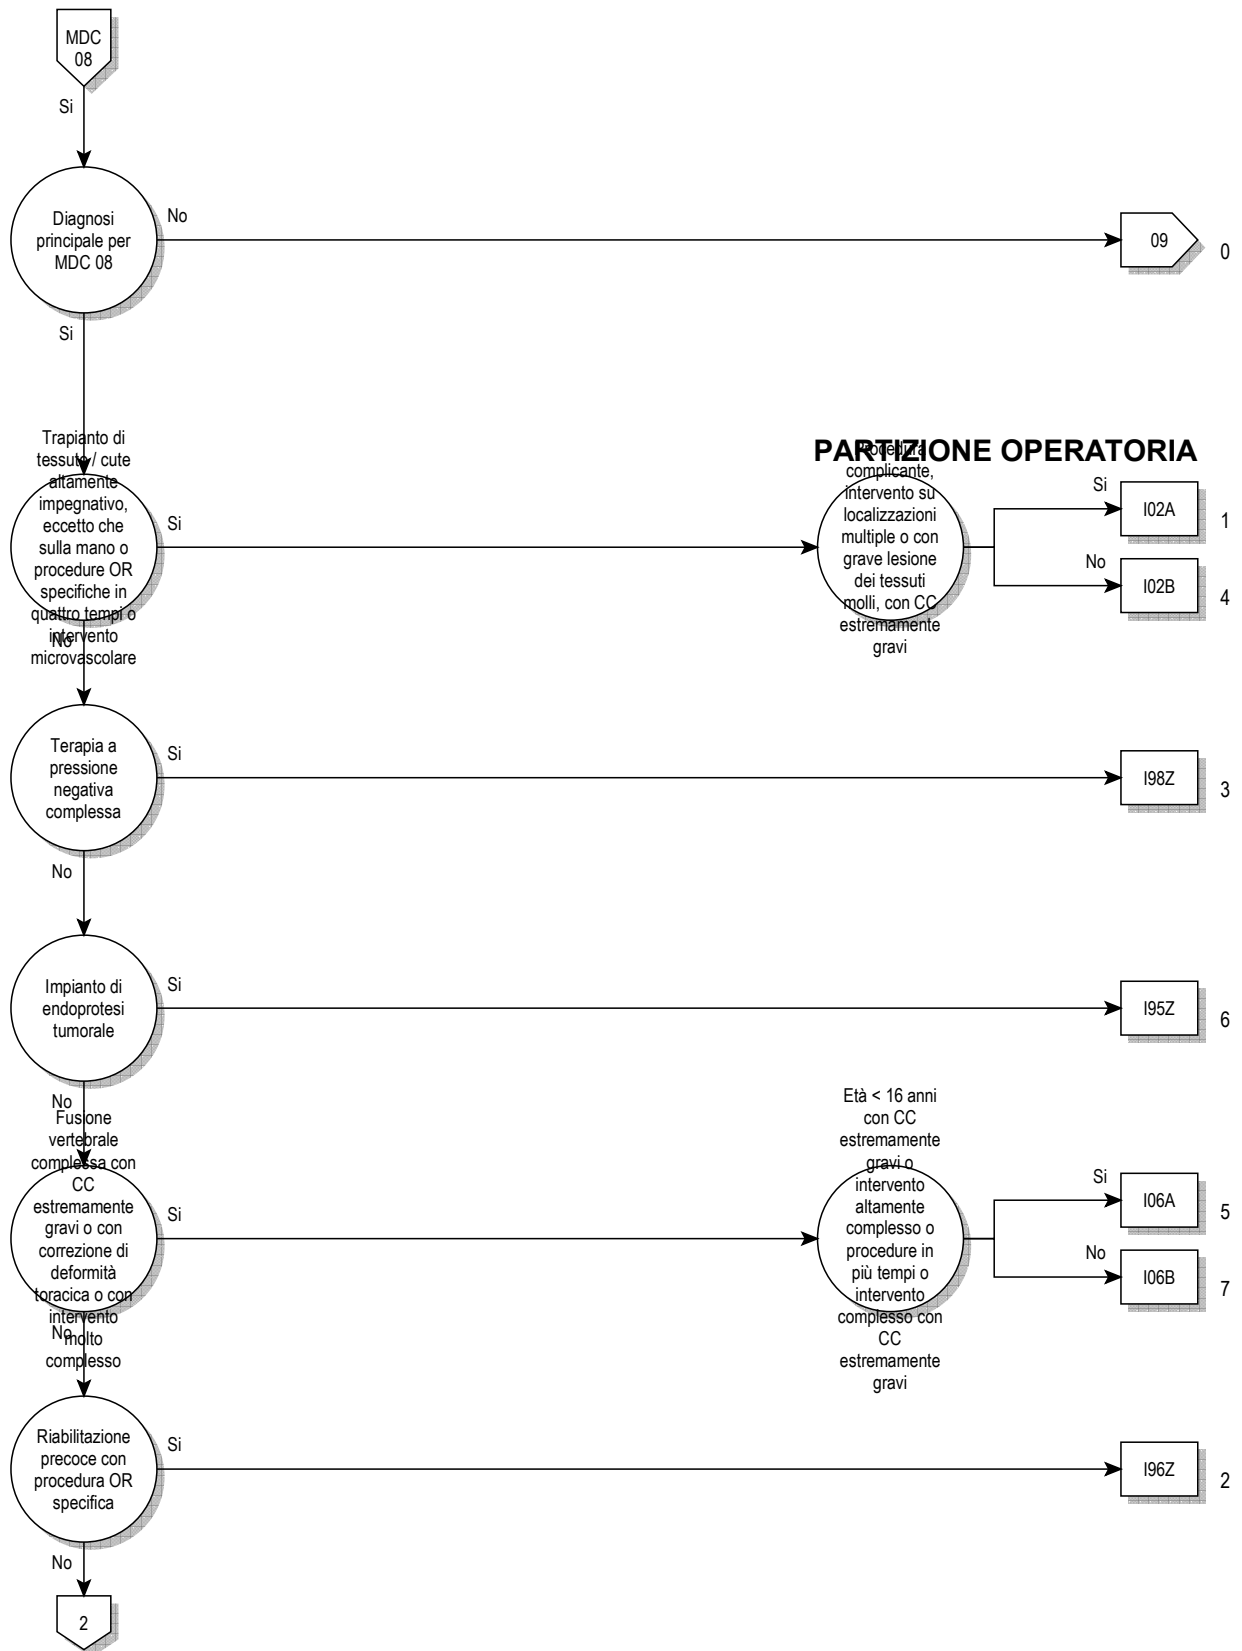 MDC
08
Si
Diagnosi
principale per
MDC 08
No
09
0
Si
PARTIZIONE OPERATORIA
Trapianto di
tessuto / cute
altamente
impegnativo,
eccetto che
sulla mano o
procedure OR
specifiche in
quattro tempi o
intervento
microvascolare
Si
Procedura
complicante,
intervento su
localizzazioni
multiple o con
grave lesione
dei tessuti
molli, con CC
estremamente
gravi
Si
I02A
1
No
I02B
4
No
Terapia a
pressione
negativa
complessa
Si
I98Z
3
No
Impianto di
endoprotesi
tumorale
Si
I95Z
6
No
Fusione
vertebrale
complessa con
CC
estremamente
gravi o con
correzione di
deformità
toracica o con
intervento
molto
complesso
Si
Età < 16 anni
con CC
estremamente
gravi o
intervento
altamente
complesso o
procedure in
più tempi o
intervento
complesso con
CC
estremamente
gravi
Si
I06A
5
No
I06B
7
No
Riabilitazione
precoce con
procedura OR
specifica
Si
I96Z
2
No
2